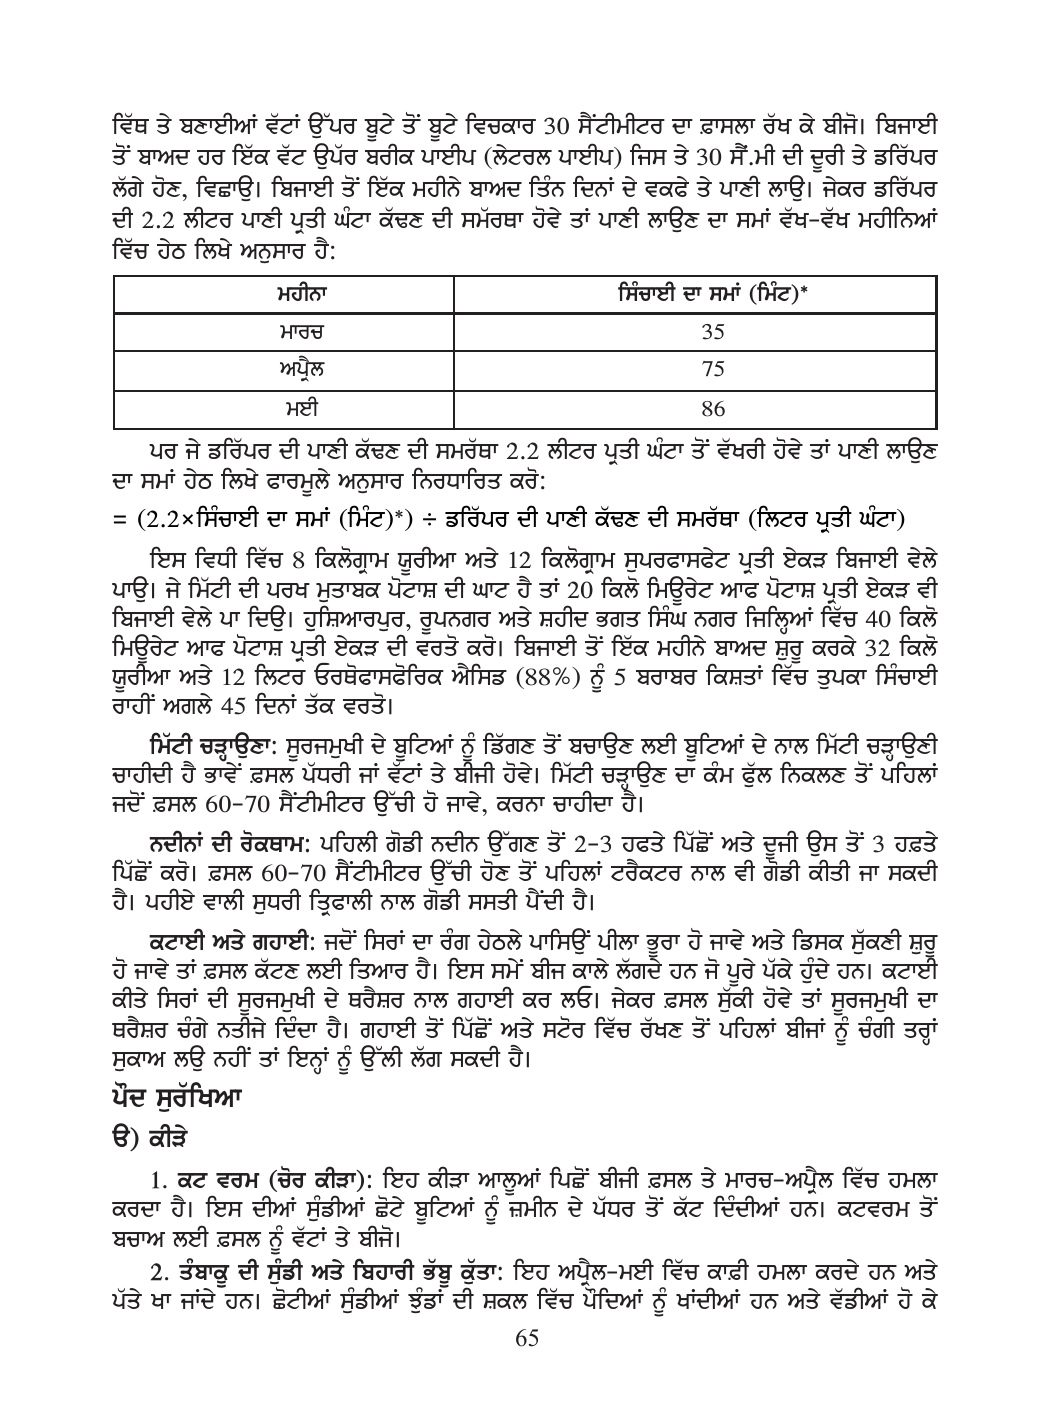 ਵਿੱਥ ਤੇ ਬਣਾਈਆਂ ਵੱਟਾਂ ਉੱਪਰ ਬੂਟੇ ਤੋਂ ਬੂਟੇ ਵਿਚਕਾਰ 30 ਸੈਂਟੀਮੀਟਰ ਦਾ ਫ਼ਾਸਲਾ ਰੱਖ ਕੇ ਬੀਜੋ। ਬਿਜਾਈ
ਤੋਂ ਬਾਅਦ ਹਰ ਇੱਕ ਵੱਟ ਉਪੱਰ ਬਰੀਕ ਪਾਈਪ (ਲੇਟਰਲ ਪਾਈਪ) ਜਿਸ ਤੇ 30 ਸੈਂ.ਮੀ ਦੀ ਦੂਰੀ ਤੇ ਡਰਿੱਪਰ
ਲੱਗੇ ਹੋਣ, ਵਿਛਾਉ। ਬਿਜਾਈ ਤੋਂ ਇੱਕ ਮਹੀਨੇ ਬਾਅਦ ਤਿੰਨ ਦਿਨਾਂ ਦੇ ਵਕਫੇ ਤੇ ਪਾਣੀ ਲਾਉ। ਜੇਕਰ ਡਰਿੱਪਰ
ਦੀ 2.2 ਲੀਟਰ ਪਾਣੀ ਪ੍ਰਤੀ ਘੰਟਾ ਕੱਢਣ ਦੀ ਸਮੱਰਥਾ ਹੋਵੇ ਤਾਂ ਪਾਣੀ ਲਾਉਣ ਦਾ ਸਮਾਂ ਵੱਖ-ਵੱਖ ਮਹੀਨਿਆਂ
ਵਿੱਚ ਹੇਠ ਲਿਖੇ ਅਨੁਸਾਰ ਹੈ:
ਮਹੀਨਾ ਸਿੰਚਾਈ ਦਾ ਸਮਾਂ (ਮਿੰਟ)*
ਮਾਰਚ 35
ਅਪ੍ਰੈਲ 75
ਮਈ 86
ਪਰ ਜੇ ਡਰਿੱਪਰ ਦੀ ਪਾਣੀ ਕੱਢਣ ਦੀ ਸਮਰੱਥਾ 2.2 ਲੀਟਰ ਪ੍ਰਤੀ ਘੰਟਾ ਤੋਂ ਵੱਖਰੀ ਹੋਵੇ ਤਾਂ ਪਾਣੀ ਲਾਉਣ
ਦਾ ਸਮਾਂ ਹੇਠ ਲਿਖੇ ਫਾਰਮੂਲੇ ਅਨੁਸਾਰ ਨਿਰਧਾਰਿਤ ਕਰੋ:
= (2.2×ਸਿੰਚਾਈ ਦਾ ਸਮਾਂ (ਮਿੰਟ)*) ÷ ਡਰਿੱਪਰ ਦੀ ਪਾਣੀ ਕੱਢਣ ਦੀ ਸਮਰੱਥਾ (ਲਿਟਰ ਪ੍ਰਤੀ ਘੰਟਾ)
ਇਸ ਵਿਧੀ ਵਿੱਚ 8 ਕਿਲੋਗ੍ਰਾਮ ਯੂਰੀਆ ਅਤੇ 12 ਕਿਲੋਗ੍ਰਾਮ ਸੁਪਰਫਾਸਫੇਟ ਪ੍ਰਤੀ ਏਕੜ ਬਿਜਾਈ ਵੇਲੇ
ਪਾਉ। ਜੇ ਮਿੱਟੀ ਦੀ ਪਰਖ ਮੁਤਾਬਕ ਪੋਟਾਸ਼ ਦੀ ਘਾਟ ਹੈ ਤਾਂ 20 ਕਿਲੋ ਮਿਊਰੇਟ ਆਫ ਪੋਟਾਸ਼ ਪ੍ਰਤੀ ਏਕੜ ਵੀ
ਬਿਜਾਈ ਵੇਲੇ ਪਾ ਦਿਉ। ਹੁਸ਼ਿਆਰਪੁਰ, ਰੂਪਨਗਰ ਅਤੇ ਸ਼ਹੀਦ ਭਗਤ ਸਿੰਘ ਨਗਰ ਜਿਲ੍ਹਿਆਂ ਵਿੱਚ 40 ਕਿਲੋ
ਮਿਊਰੇਟ ਆਫ ਪੋਟਾਸ਼ ਪ੍ਰਤੀ ਏਕੜ ਦੀ ਵਰਤੋ ਕਰੋ। ਬਿਜਾਈ ਤੋਂ ਇੱਕ ਮਹੀਨੇ ਬਾਅਦ ਸ਼ੁਰੂ ਕਰਕੇ 32 ਕਿਲੋ
ਯੂਰੀਆ ਅਤੇ 12 ਲਿਟਰ ਓਰਥੋਫਾਸਫੋਰਿਕ ਐਸਿਡ (88%) ਨੂੰ 5 ਬਰਾਬਰ ਕਿਸ਼ਤਾਂ ਵਿੱਚ ਤੁਪਕਾ ਸਿੰਚਾਈ
ਰਾਹੀਂ ਅਗਲੇ 45 ਦਿਨਾਂ ਤੱਕ ਵਰਤੋ।
ਮਿੱਟੀ ਚੜ੍ਹਾਉਣਾ: ਸੂਰਜਮੁਖੀ ਦੇ ਬੂਟਿਆਂ ਨੂੰ ਡਿੱਗਣ ਤੋਂ ਬਚਾਉਣ ਲਈ ਬੂਟਿਆਂ ਦੇ ਨਾਲ ਮਿੱਟੀ ਚੜ੍ਹਾਉਣੀ
ਚਾਹੀਦੀ ਹੈ ਭਾਵੇਂ ਫ਼ਸਲ ਪੱਧਰੀ ਜਾਂ ਵੱਟਾਂ ਤੇ ਬੀਜੀ ਹੋਵੇ। ਮਿੱਟੀ ਚੜ੍ਹਾਉਣ ਦਾ ਕੰਮ ਫੁੱਲ ਨਿਕਲਣ ਤੋਂ ਪਹਿਲਾਂ
ਜਦੋਂ ਫ਼ਸਲ 60-70 ਸੈਂਟੀਮੀਟਰ ਉੱਚੀ ਹੋ ਜਾਵੇ, ਕਰਨਾ ਚਾਹੀਦਾ ਹੈ।
ਨਦੀਨਾਂ ਦੀ ਰੋਕਥਾਮ: ਪਹਿਲੀ ਗੋਡੀ ਨਦੀਨ ਉੱਗਣ ਤੋਂ 2-3 ਹਫਤੇ ਪਿੱਛੋਂ ਅਤੇ ਦੂਜੀ ਉਸ ਤੋਂ 3 ਹਫ਼ਤੇ
ਪਿੱਛੋਂ ਕਰੋ। ਫ਼ਸਲ 60-70 ਸੈਂਟੀਮੀਟਰ ਉੱਚੀ ਹੋਣ ਤੋਂ ਪਹਿਲਾਂ ਟਰੈਕਟਰ ਨਾਲ ਵੀ ਗੋਡੀ ਕੀਤੀ ਜਾ ਸਕਦੀ
ਹੈ। ਪਹੀਏ ਵਾਲੀ ਸੁਧਰੀ ਤ੍ਰਿਫਾਲੀ ਨਾਲ ਗੋਡੀ ਸਸਤੀ ਪੈਂਦੀ ਹੈ।
ਕਟਾਈ ਅਤੇ ਗਹਾਈ: ਜਦੋਂ ਸਿਰਾਂ ਦਾ ਰੰਗ ਹੇਠਲੇ ਪਾਸਿਉਂ ਪੀਲਾ ਭੂਰਾ ਹੋ ਜਾਵੇ ਅਤੇ ਡਿਸਕ ਸੁੱਕਣੀ ਸ਼ੁਰੂ
ਹੋ ਜਾਵੇ ਤਾਂ ਫ਼ਸਲ ਕੱਟਣ ਲਈ ਤਿਆਰ ਹੈ। ਇਸ ਸਮੇਂ ਬੀਜ ਕਾਲੇ ਲੱਗਦੇ ਹਨ ਜੋ ਪੂਰੇ ਪੱਕੇ ਹੁੰਦੇ ਹਨ। ਕਟਾਈ
ਕੀਤੇ ਸਿਰਾਂ ਦੀ ਸੂਰਜਮੁਖੀ ਦੇ ਥਰੈਸ਼ਰ ਨਾਲ ਗਹਾਈ ਕਰ ਲਓ। ਜੇਕਰ ਫ਼ਸਲ ਸੁੱਕੀ ਹੋਵੇ ਤਾਂ ਸੂਰਜਮੁਖੀ ਦਾ
ਥਰੈਸ਼ਰ ਚੰਗੇ ਨਤੀਜੇ ਦਿੰਦਾ ਹੈ। ਗਹਾਈ ਤੋਂ ਪਿੱਛੋਂ ਅਤੇ ਸਟੋਰ ਵਿੱਚ ਰੱਖਣ ਤੋਂ ਪਹਿਲਾਂ ਬੀਜਾਂ ਨੂੰ ਚੰਗੀ ਤਰ੍ਹਾਂ
ਸੁਕਾਅ ਲਉ ਨਹੀਂ ਤਾਂ ਇਨ੍ਹਾਂ ਨੂੰ ਉੱਲੀ ਲੱਗ ਸਕਦੀ ਹੈ।
ਪੌਦ ਸੁਰੱਖਿਆ
ੳ) ਕੀੜੇ
1. ਕਟ ਵਰਮ (ਚੋਰ ਕੀੜਾ): ਇਹ ਕੀੜਾ ਆਲੂਆਂ ਪਿਛੋਂ ਬੀਜੀ ਫ਼ਸਲ ਤੇ ਮਾਰਚ-ਅਪ੍ਰੈਲ ਵਿੱਚ ਹਮਲਾ
ਕਰਦਾ ਹੈ। ਇਸ ਦੀਆਂ ਸੁੰਡੀਆਂ ਛੋਟੇ ਬੂਟਿਆਂ ਨੂੰ ਜ਼ਮੀਨ ਦੇ ਪੱਧਰ ਤੋਂ ਕੱਟ ਦਿੰਦੀਆਂ ਹਨ। ਕਟਵਰਮ ਤੋਂ
ਬਚਾਅ ਲਈ ਫ਼ਸਲ ਨੂੰ ਵੱਟਾਂ ਤੇ ਬੀਜੋ।
2. ਤੰਬਾਕੂ ਦੀ ਸੁੰਡੀ ਅਤੇ ਬਿਹਾਰੀ ਭੱਬੂ ਕੁੱਤਾ: ਇਹ ਅਪ੍ਰੈਲ-ਮਈ ਵਿੱਚ ਕਾਫ਼ੀ ਹਮਲਾ ਕਰਦੇ ਹਨ ਅਤੇ
ਪੱਤੇ ਖਾ ਜਾਂਦੇ ਹਨ। ਛੋਟੀਆਂ ਸੁੰਡੀਆਂ ਝੁੰਡਾਂ ਦੀ ਸ਼ਕਲ ਵਿੱਚ ਪੌਦਿਆਂ ਨੂੰ ਖਾਂਦੀਆਂ ਹਨ ਅਤੇ ਵੱਡੀਆਂ ਹੋ ਕੇ
65